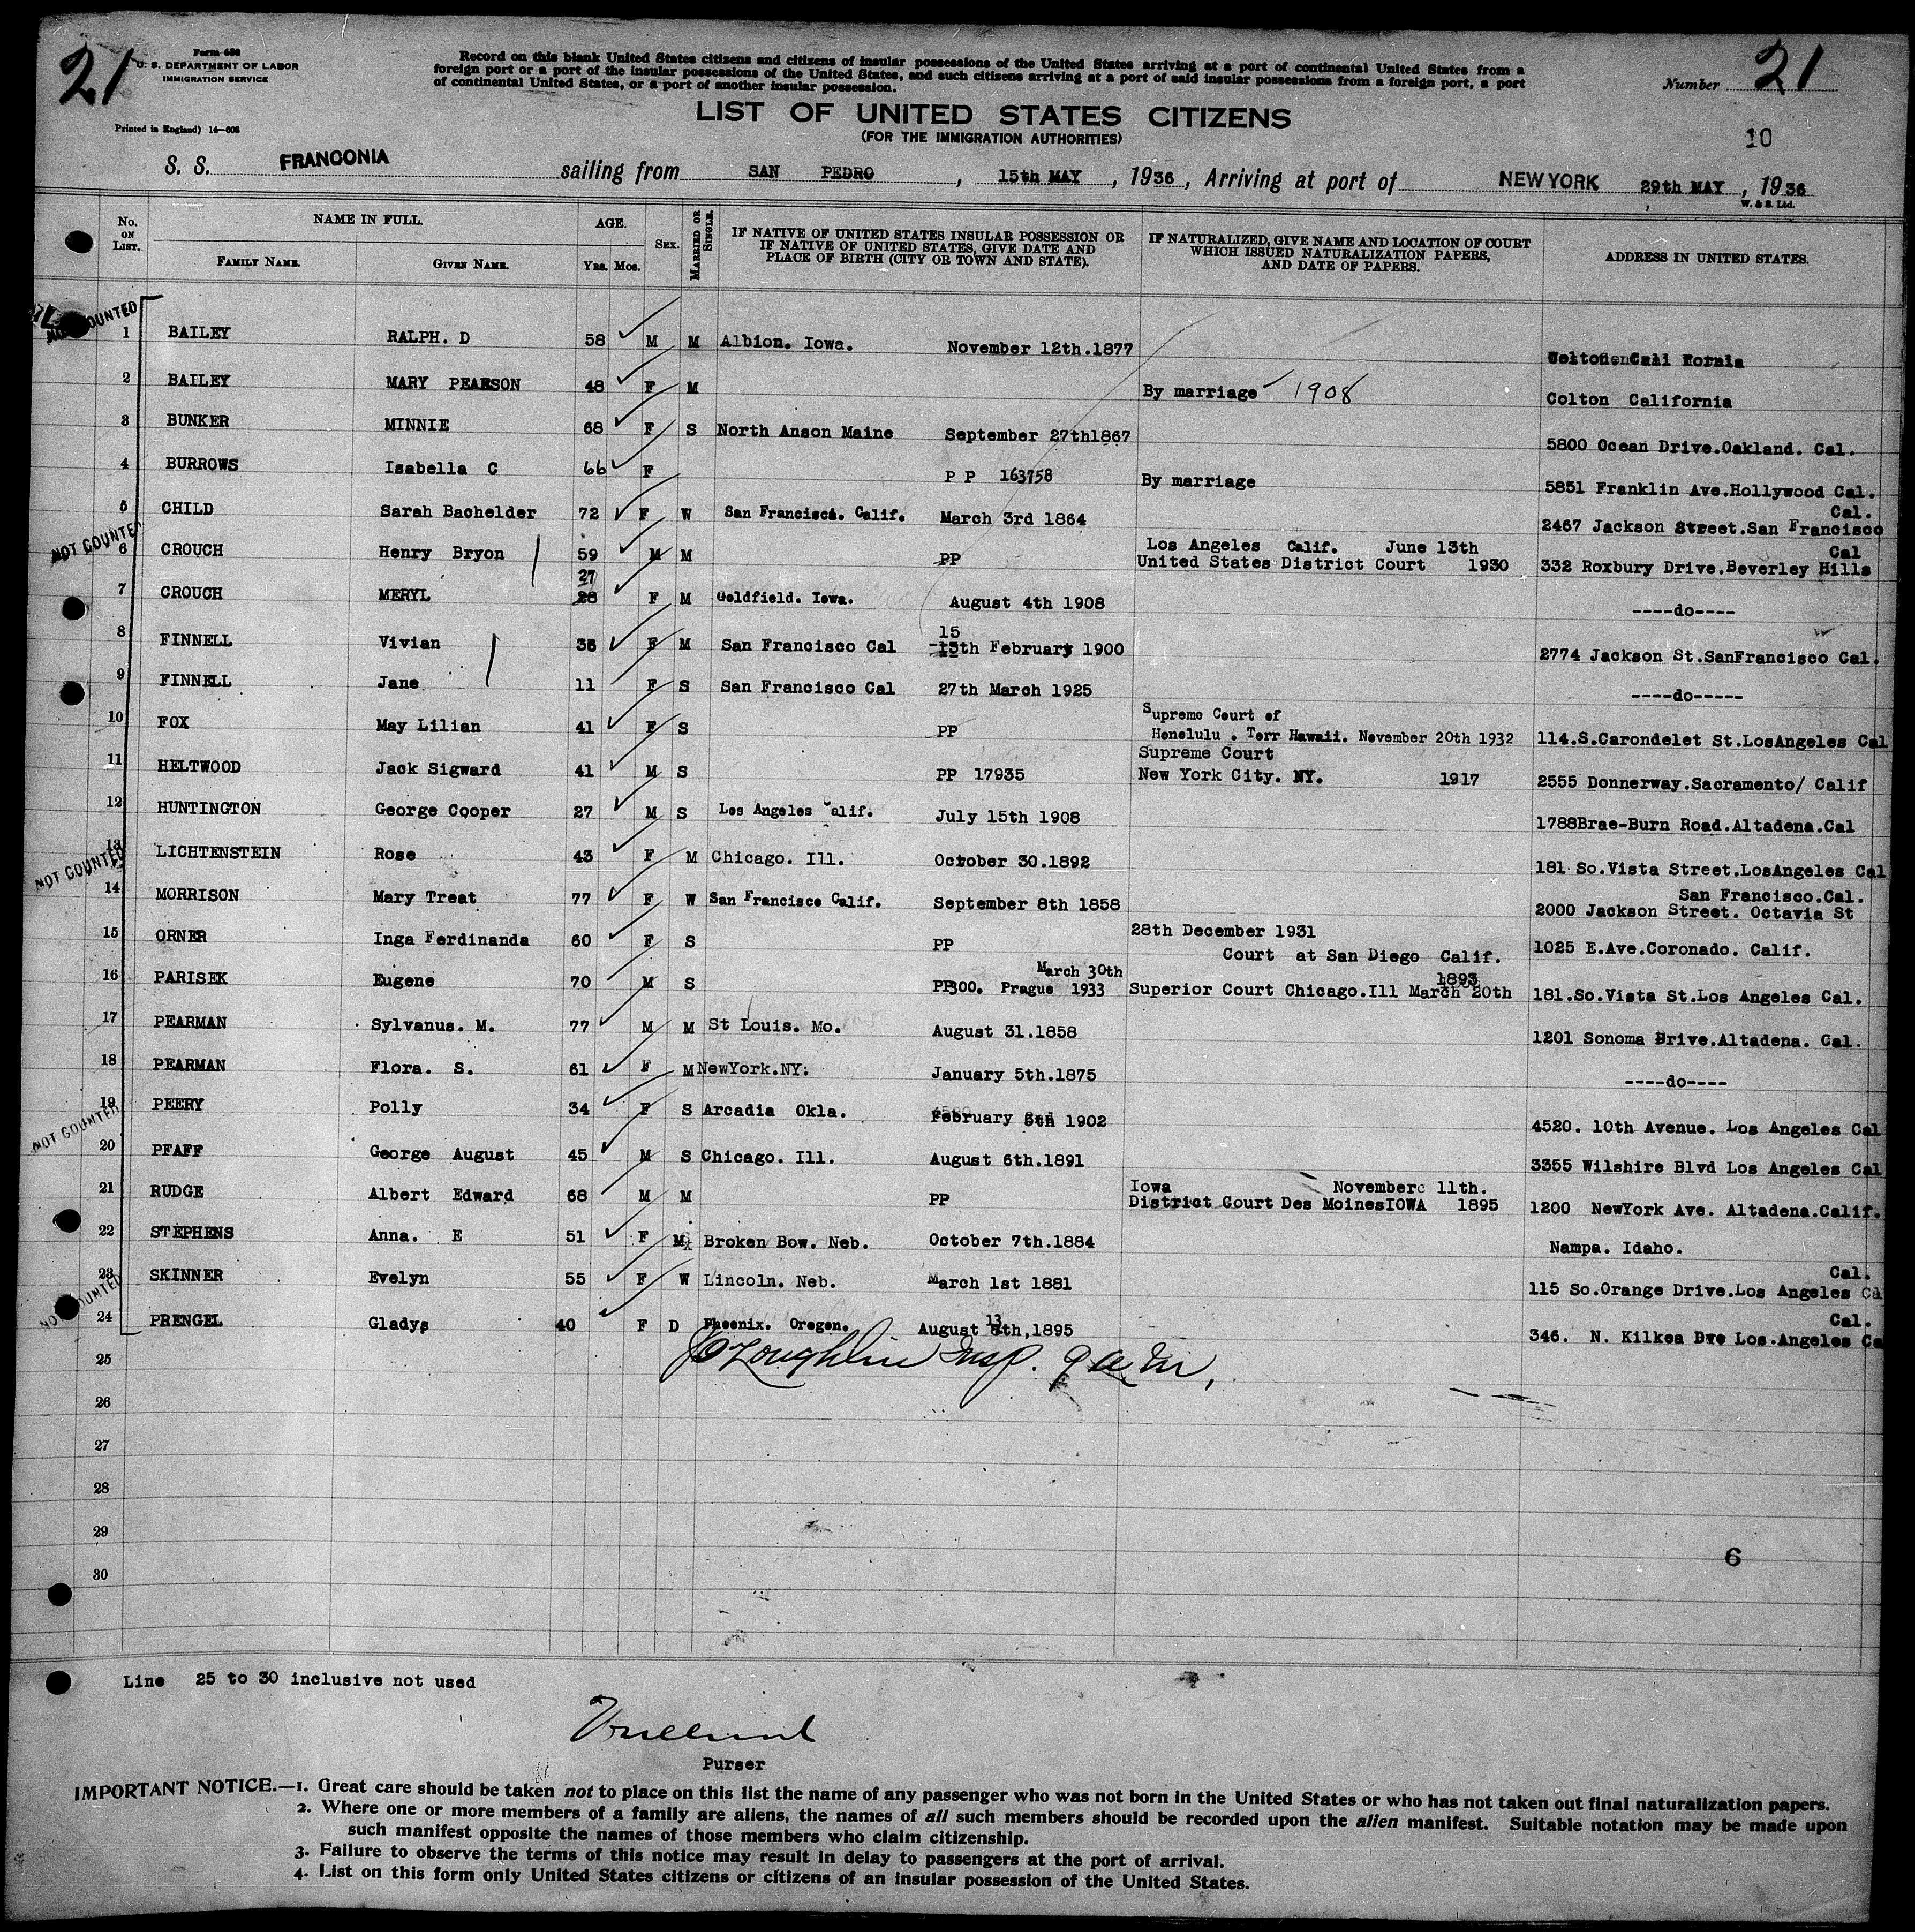 21
Form 630
U. S. DEPARTMENT OF LABOR
IMMIGRATION SERVICE
Printed in England) 14—608
Record on this blank United States citizens and citizens of insular possessions of the United States arriving at a port of continental United States from a
foreign port or a port of the insular possessions of the United States, and such citizens arriving at a port of said insular possessions from a foreign port, a port
of continental United States, or a port of another insular possession.
Number 21
LIST OF UNITED STATES CITIZENS
(FOR THE IMMIGRATION AUTHORITIES)
10
S. S. FRANCONIA sailing from SAN PEDRO, 15th MAY, 1936, Arriving at port of NEW YORK 29th MAY, 1936
W. & S. Ltd.
No. ON LIST. NAME IN FULL. FAMILY NAME. GIVEN NAME. AGE. Yrs. Mos. SEX. MARRIED OR SINGLE. IF NATIVE OF UNITED STATES INSULAR POSSESSION OR IF NATIVE OF UNITED STATES, GIVE DATE AND PLACE OF BIRTH (CITY OR TOWN AND STATE). IF NATURALIZED, GIVE NAME AND LOCATION OF COURT WHICH ISSUED NATURALIZATION PAPERS, AND DATE OF PAPERS. ADDRESS IN UNITED STATES.
NOT COUNTED
1 BAILEY RALPH. D 58 M M Albion. Iowa. November 12th.1877
2 BAILEY MARY PEARSON 48 F M By marriage 1908 Colton California
3 BUNKER MINNIE 68 F S North Anson Maine September 27th1867 5800 Ocean Drive.Oakland. Cal.
4 BURROWS Isabella C 66 F P P 163758 By marriage 5851 Franklin Ave.Hollywood Cal.
5 CHILD Sarah Bachelder 72 F W San Francisci. Calif. March 3rd 1864 2467 Jackson Street.San Francisco Cal.
NOT COUNTED
6 CROUCH Henry Bryon 59 M M PP Los Angeles Calif. June 13th United States District Court 1930 332 Roxbury Drive.Beverley Hills Cal
7 CROUCH MERYL 27 28 F M Goldfield. Iowa. August 4th 1908 ----do----
8 FINNELL Vivian 36 F M San Francisco Cal 15 13th February 1900 2774 Jackson St.SanFrancisco Cal.
9 FINNELL Jane 11 F S San Francisco Cal 27th March 1925 ----do-----
10 FOX May Lilian 41 F S PP Supreme Court of Honolulu . Terr Hawaii. November 20th 1932 114.S.Carondelet St.LosAngeles Cal
11 HELTWOOD Jack Sigward 41 M S PP 17935 Supreme Court New York City. NY. 1917 2555 Donnerway.Sacramento/ Calif
12 HUNTINGTON George Cooper 27 M S Los Angeles Calif. July 15th 1908 1788Brae-Burn Road.Altadena.Cal
13 LICHTENSTEIN Rose 43 F M Chicago. Ill. October 30.1892 181 So.Vista Street.LosAngeles Cal
NOT COUNTED
14 MORRISON Mary Treat 77 F W San Francisco Calif. September 8th 1858 San Francisco.Cal. 2000 Jackson Street. Octavia St
15 ORNER Inga Ferdinanda 60 F S PP 28th December 1931 Court at San Diego Calif. 1025 E.Ave.Coronado. Calif.
16 PARISEK Eugene 70 M S PP300. Prague March 30th 1933 Superior Court Chicago.Ill March 20th 1893 181.So.Vista St.Los Angeles Cal.
17 PEARMAN Sylvanus. M. 77 M M St Louis. Mo. August 31.1858 1201 Sonoma Drive.Altadena. Cal.
18 PEARMAN Flora. S. 61 F M NewYork.NY. January 5th.1875 ----do----
19 PEERY Polly 34 F S Arcadia Okla. February 1902 4520. 10th Avenue. Los Angeles Cal
NOT COUNTED
20 PFAFF George August 45 M S Chicago. Ill. August 6th.1891 3355 Wilshire Blvd Los Angeles Cal
21 RUDGE Albert Edward 68 M M PP Iowa November 11th. District Court Des MoinesIOWA 1895 1200 NewYork Ave. Altadena.Calif.
22 STEPHENS Anna. E 51 F M Broken Bow. Neb. October 7th.1884 Nampa. Idaho.
23 SKINNER Evelyn 55 F W Lincoln. Neb. March 1st 1881 115 So.Orange Drive.Los Angeles Cal.
NOT COUNTED
24 PRENGEL Gladys 40 F D Phoenix. Oregon. August 13 8th,1895 346. N. Kilkea Dve Los.Angeles Cal.
25 O'Loughlin Insp. 9 a m,
26
27
28
29
30
6
Line 25 to 30 inclusive not used
Purser
IMPORTANT NOTICE.—1. Great care should be taken not to place on this list the name of any passenger who was not born in the United States or who has not taken out final naturalization papers.
2. Where one or more members of a family are aliens, the names of all such members should be recorded upon the alien manifest. Suitable notation may be made upon
such manifest opposite the names of those members who claim citizenship.
3. Failure to observe the terms of this notice may result in delay to passengers at the port of arrival.
4. List on this form only United States citizens or citizens of an insular possession of the United States.